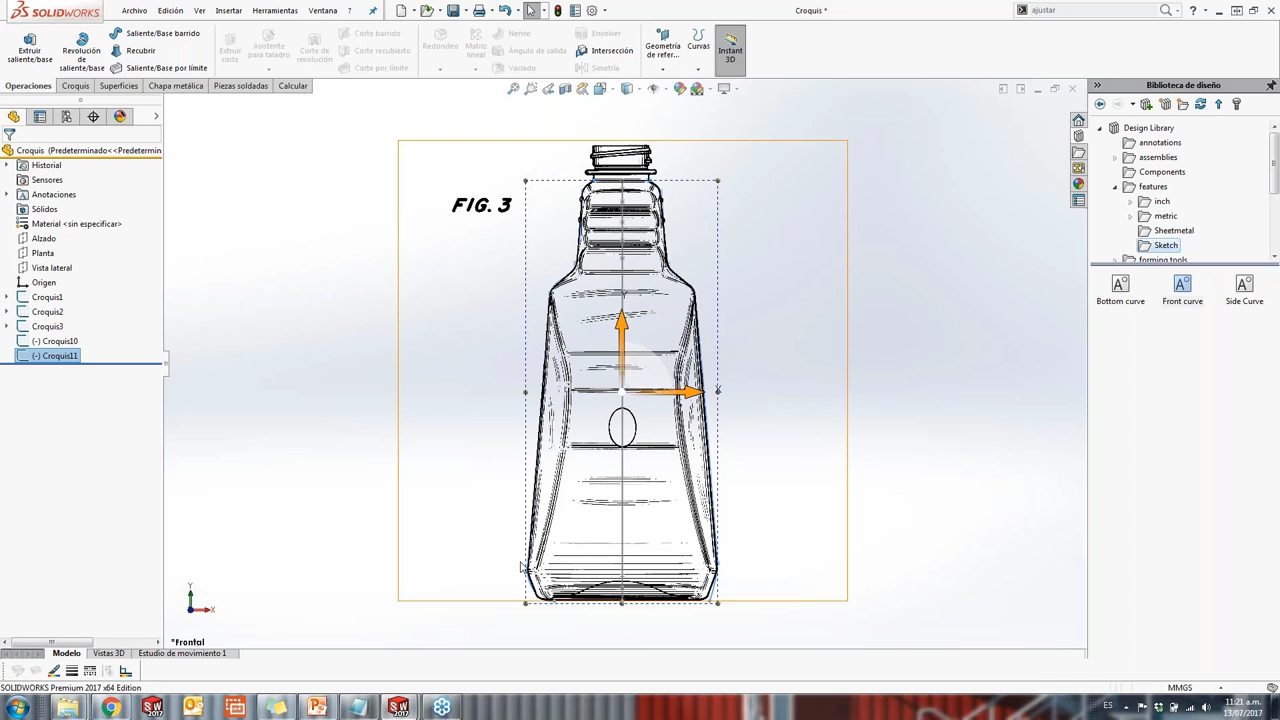 SOLIDWORKS
Archivo Edición Ver Insertar Herramientas Ventana ?
Croquis *
ajustar
Extruir saliente/base
Revolución de saliente/base
Saliente/Base barrido
Recubrir
Saliente/Base por límite
Extruir corte
Asistente para taladro
Corte de revolución
Corte barrido
Corte recubierto
Corte por límite
Redondeo
Matriz lineal
Nervio
Ángulo de salida
Vaciado
Envolver
Intersección
Simetría
Geometría de refer...
Curvas
Instant 3D
Operaciones Croquis Superficies Chapa metálica Piezas soldadas Calcular
Biblioteca de diseño
Croquis (Predeterminado<<Predetermin
Historial
Sensores
Anotaciones
Sólidos
Material <sin especificar>
Alzado
Planta
Vista lateral
Origen
Croquis1
Croquis2
Croquis3
(-) Croquis10
(-) Croquis11
FIG. 3
Y
X
*Frontal
Design Library
annotations
assemblies
Components
features
inch
metric
Sheetmetal
Sketch
forming tools
Bottom curve Front curve Side Curve
Modelo Vistas 3D Estudio de movimiento 1
SOLIDWORKS Premium 2017 x64 Edition
MMGS
ES
11:21 a.m.
13/07/2017